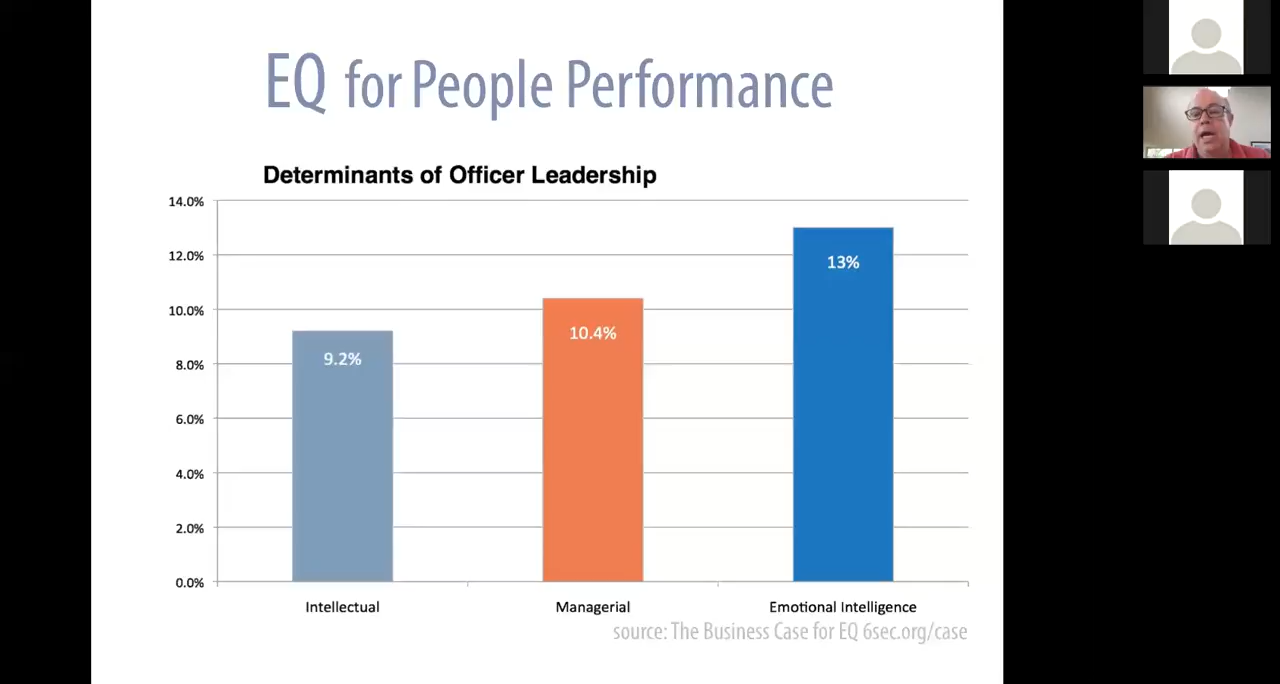 EQ for People Performance
Determinants of Officer Leadership
14.0%
12.0%
10.0%
8.0%
6.0%
4.0%
2.0%
0.0%
9.2%
10.4%
13%
Intellectual
Managerial
Emotional Intelligence
source: The Business Case for EQ 6sec.org/case